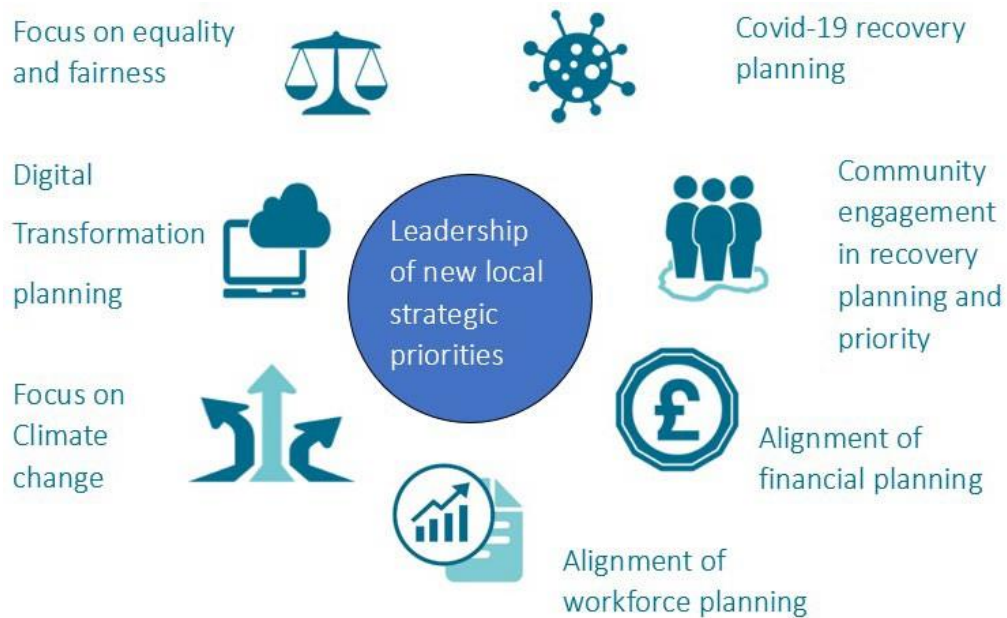 Focus on equality
and fairness
Covid-19 recovery
planning
Digital
Transformation
planning
Leadership
of new local
strategic
priorities
Community
engagement
in recovery
planning and
priority
Focus on
Climate
change
£
Alignment of
financial planning
Alignment of
workforce planning